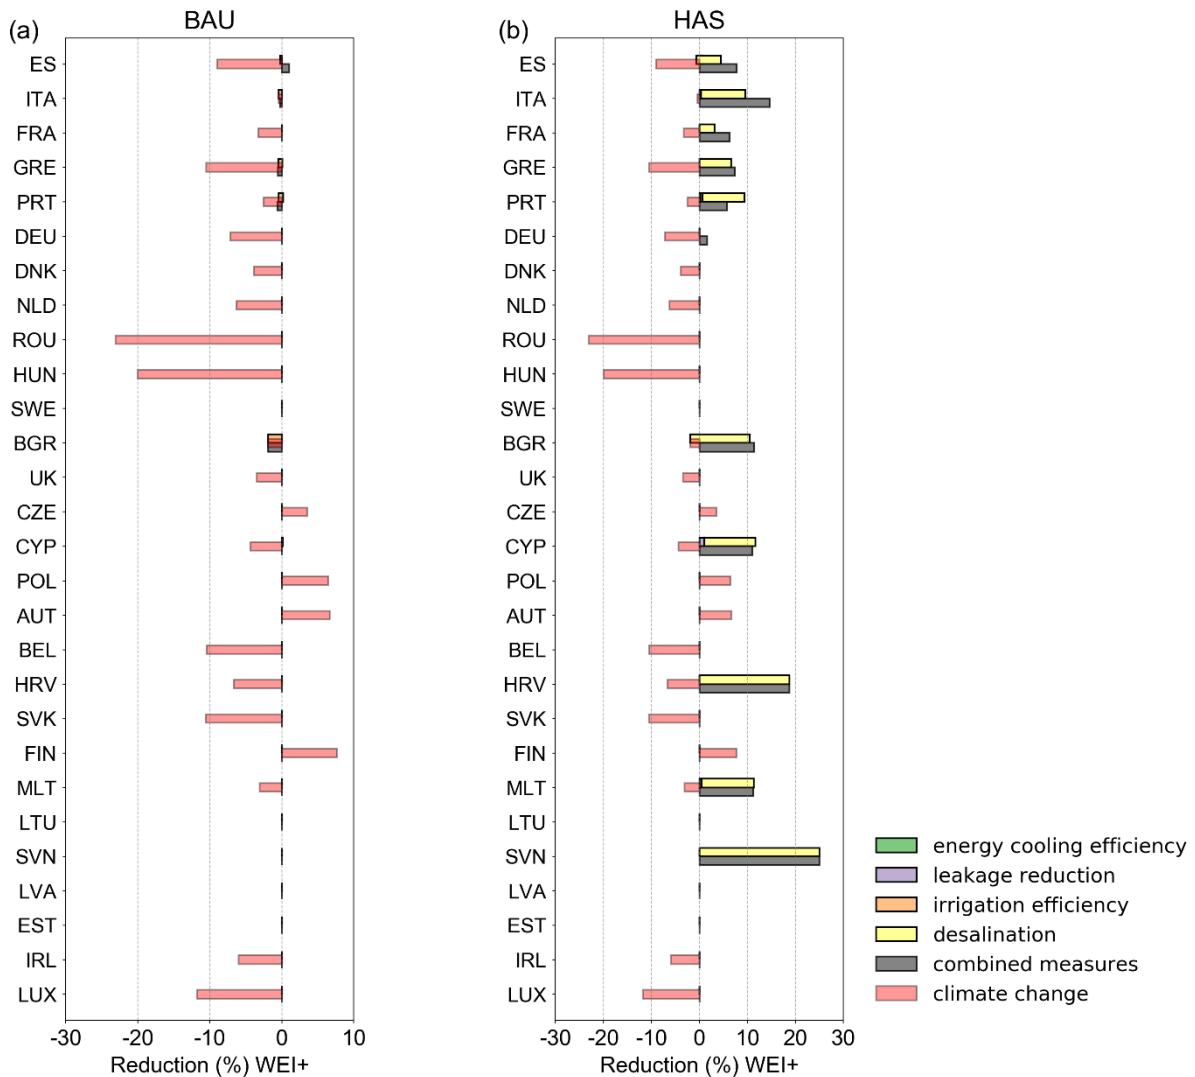 (a)
BAU
ES
ITA
FRA
GRE
PRT
DEU
DNK
NLD
ROU
HUN
SWE
BGR
UK
CZE
CYP
POL
AUT
BEL
HRV
SVK
FIN
MLT
LTU
SVN
LVA
EST
IRL
LUX
-30 -20 -10 0 10
Reduction (%) WEI+
(b)
HAS
ES
ITA
FRA
GRE
PRT
DEU
DNK
NLD
ROU
HUN
SWE
BGR
UK
CZE
CYP
POL
AUT
BEL
HRV
SVK
FIN
MLT
LTU
SVN
LVA
EST
IRL
LUX
-30 -20 -10 0 10 20 30
Reduction (%) WEI+
energy cooling efficiency
leakage reduction
irrigation efficiency
desalination
combined measures
climate change